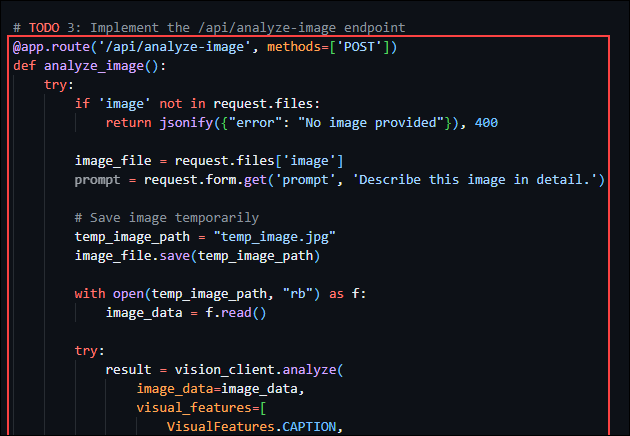 # TODO 3: Implement the /api/analyze-image endpoint
@app.route('/api/analyze-image', methods=['POST'])
def analyze_image():
    try:
        if 'image' not in request.files:
            return jsonify({"error": "No image provided"}), 400

        image_file = request.files['image']
        prompt = request.form.get('prompt', 'Describe this image in detail.')

        # Save image temporarily
        temp_image_path = "temp_image.jpg"
        image_file.save(temp_image_path)

        with open(temp_image_path, "rb") as f:
            image_data = f.read()

        try:
            result = vision_client.analyze(
                image_data=image_data,
                visual_features=[
                    VisualFeatures.CAPTION,